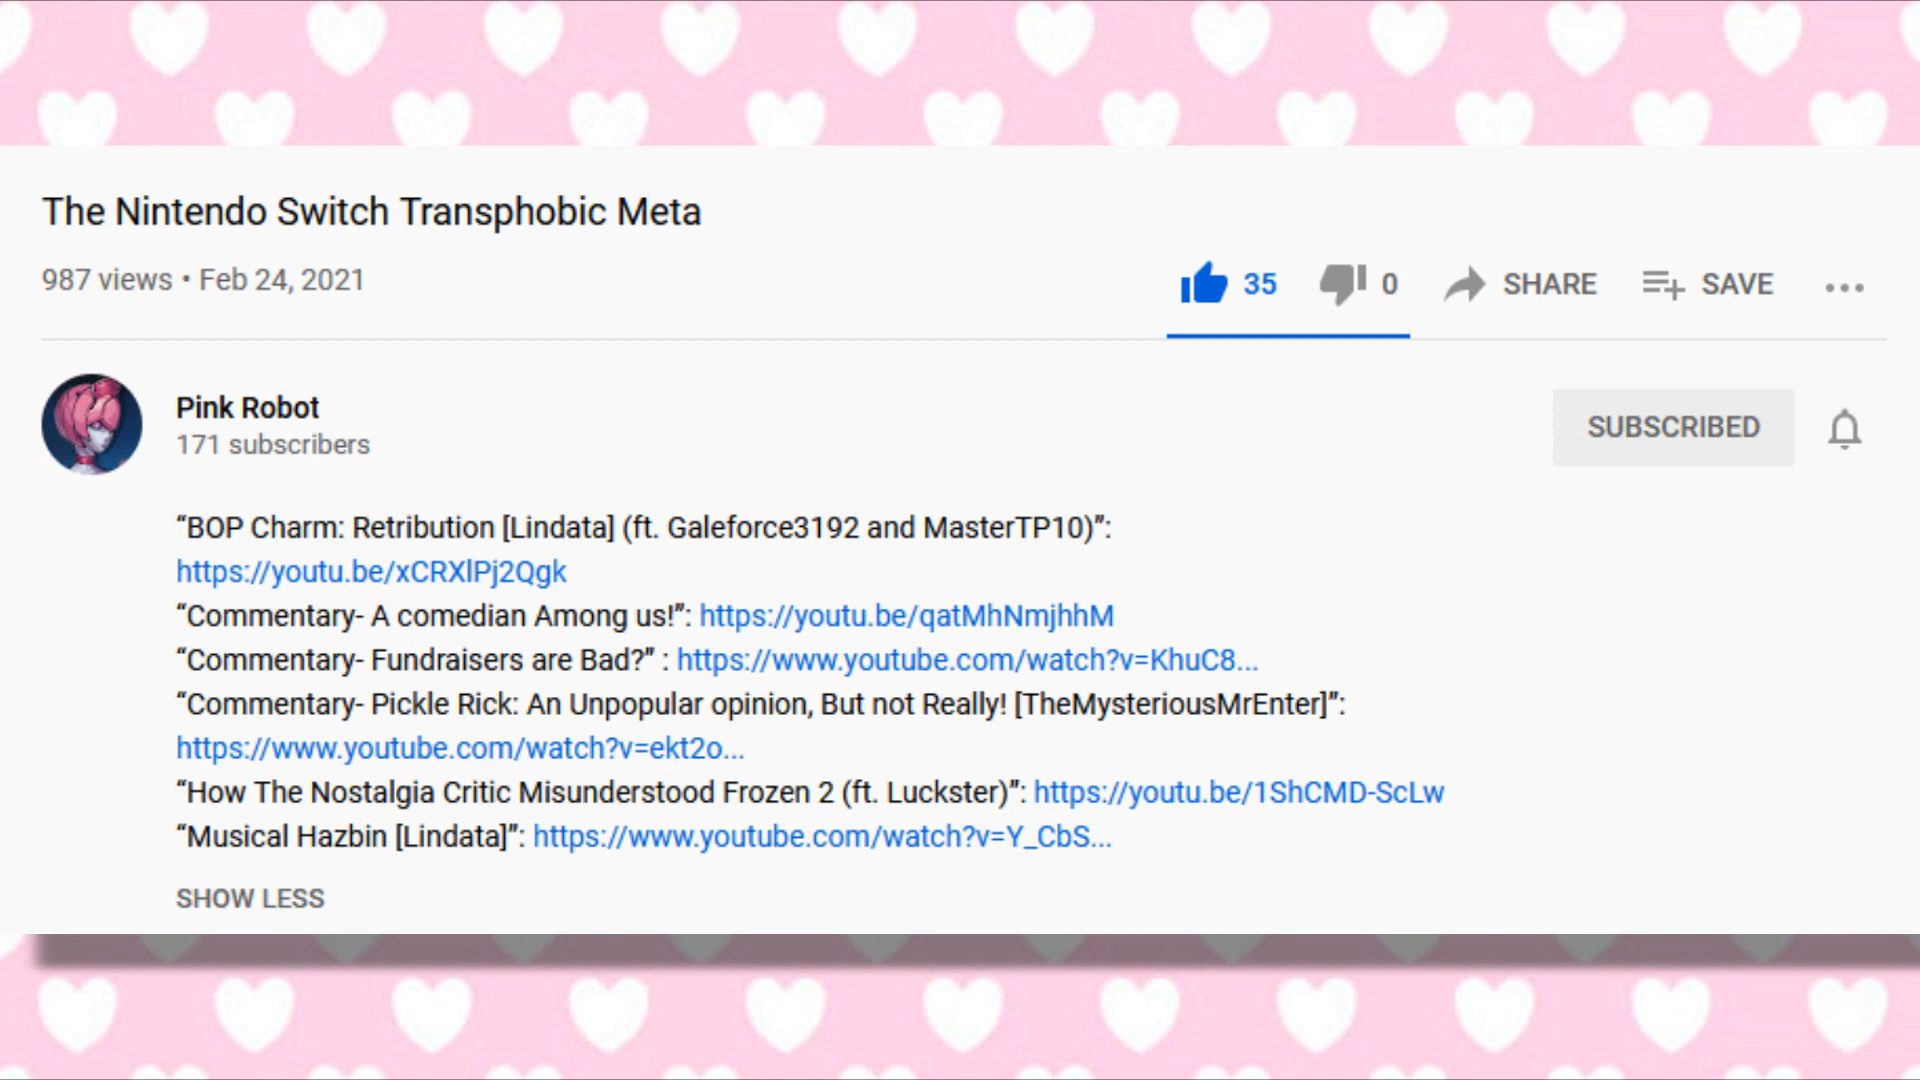 The Nintendo Switch Transphobic Meta
987 views • Feb 24, 2021
35 0 SHARE SAVE ...
Pink Robot
171 subscribers
SUBSCRIBED
“BOP Charm: Retribution [Lindata] (ft. Galeforce3192 and MasterTP10)”:
https://youtu.be/xCRXlPj2Qgk
“Commentary- A comedian Among us!”: https://youtu.be/qatMhNmjhhM
“Commentary- Fundraisers are Bad?” : https://www.youtube.com/watch?v=KhuC8...
“Commentary- Pickle Rick: An Unpopular opinion, But not Really! [TheMysteriousMrEnter]”:
https://www.youtube.com/watch?v=ekt2o...
“How The Nostalgia Critic Misunderstood Frozen 2 (ft. Luckster)”: https://youtu.be/1ShCMD-ScLw
“Musical Hazbin [Lindata]”: https://www.youtube.com/watch?v=Y_CbS...
SHOW LESS